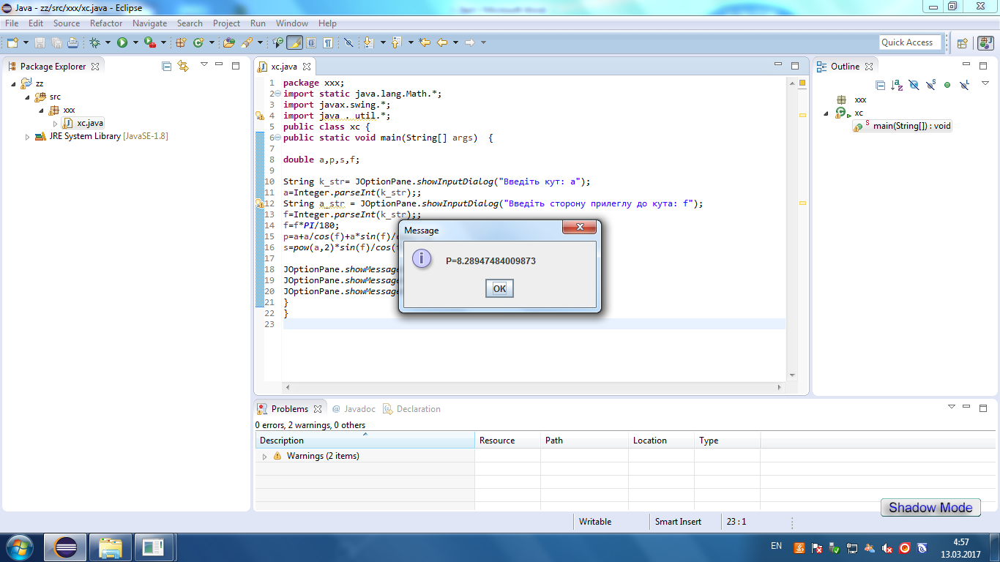 Java - zz/src/xxx/xc.java - Eclipse
File Edit Source Refactor Navigate Search Project Run Window Help
Quick Access
Package Explorer
zz
src
xxx
xc.java
JRE System Library [JavaSE-1.8]
xc.java
1 package xxx;
2 import static java.lang.Math.*;
3 import javax.swing.*;
4 import java . util.*;
5 public class xc {
6 public static void main(String[] args) {
7
8 double a,p,s,f;
9
10 String k_str= JOptionPane.showInputDialog("Введіть кут: a");
11 a=Integer.parseInt(k_str);;
12 String a_str = JOptionPane.showInputDialog("Введіть сторону прилеглу до кута: f");
13 f=Integer.parseInt(k_str);;
14 f=f*PI/180;
15 p=a+a/cos(f)+a*sin(f)/
16 s=pow(a,2)*sin(f)/cos(
17
18 JOptionPane.showMessage
19 JOptionPane.showMessage
20 JOptionPane.showMessage
21 }
22 }
23
Message
P=8.28947484009873
OK
Outline
xxx
xc
main(String[]) : void
Problems @ Javadoc Declaration
0 errors, 2 warnings, 0 others
Description Resource Path Location Type
Warnings (2 items)
Shadow Mode
Writable Smart Insert 23 : 1
EN
4:57
13.03.2017